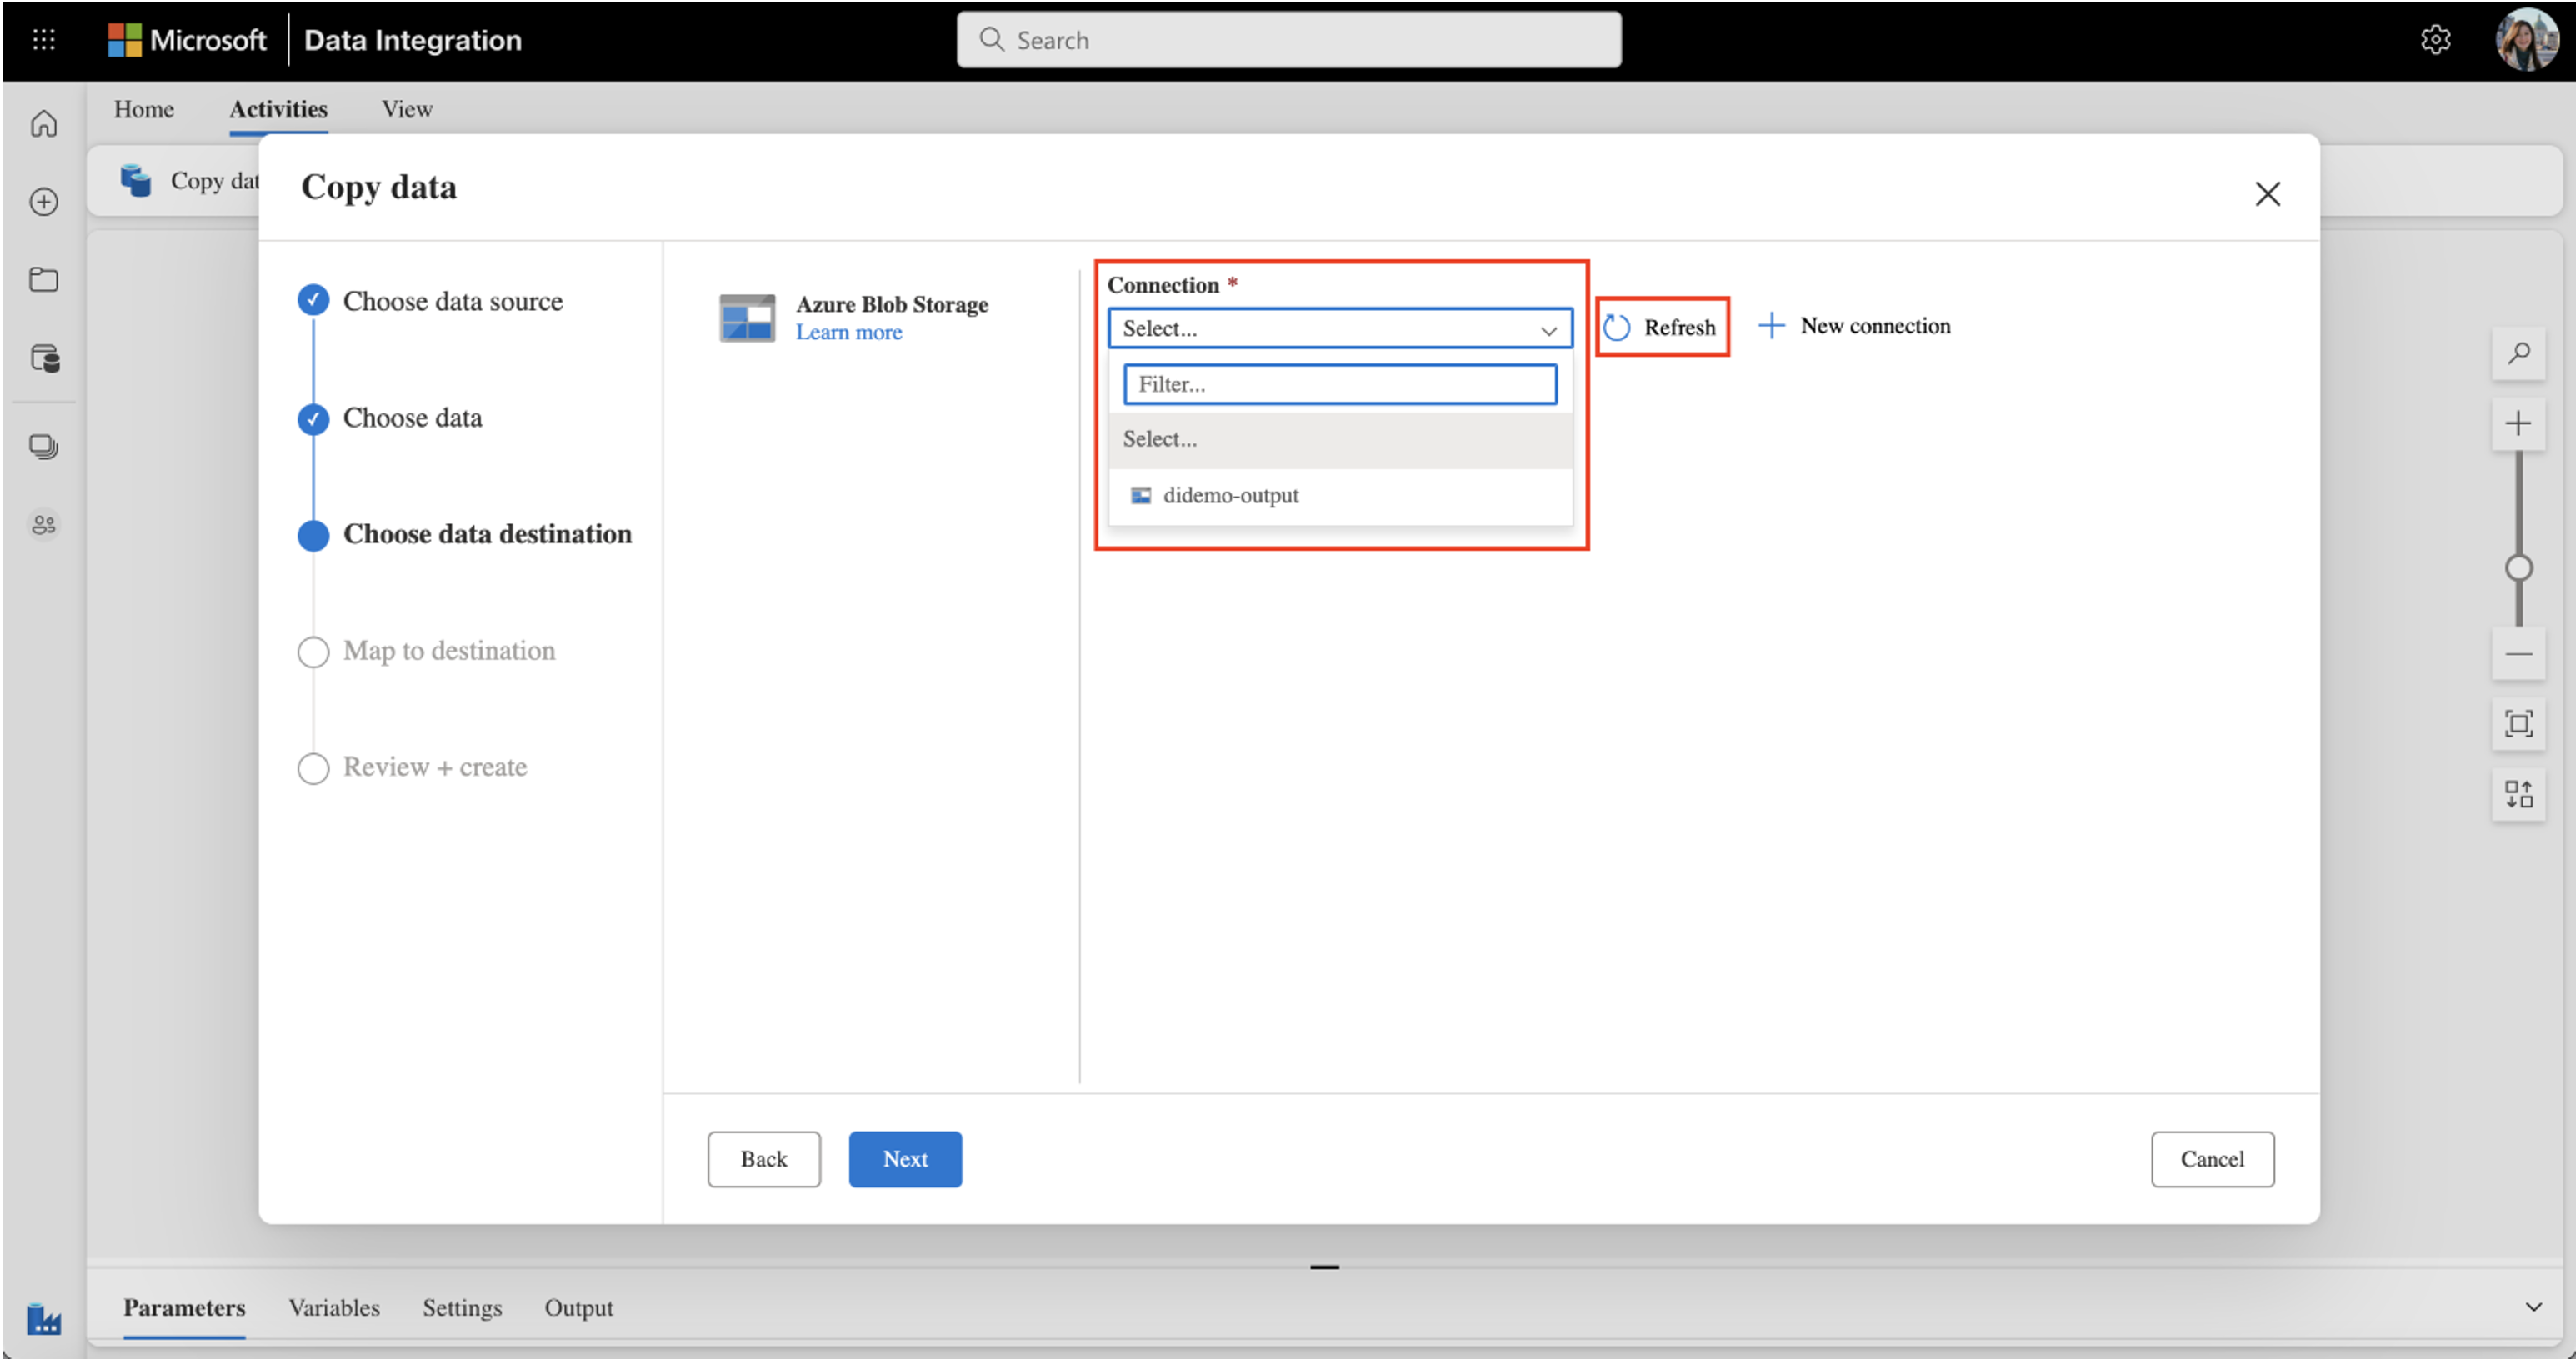 Microsoft Data Integration
Search
Home Activities View
Copy dat
Copy data
Choose data source
Choose data
Choose data destination
Map to destination
Review + create
Azure Blob Storage
Learn more
Connection *
Select...
Filter...
Select...
didemo-output
Refresh
New connection
Back Next Cancel
Parameters Variables Settings Output